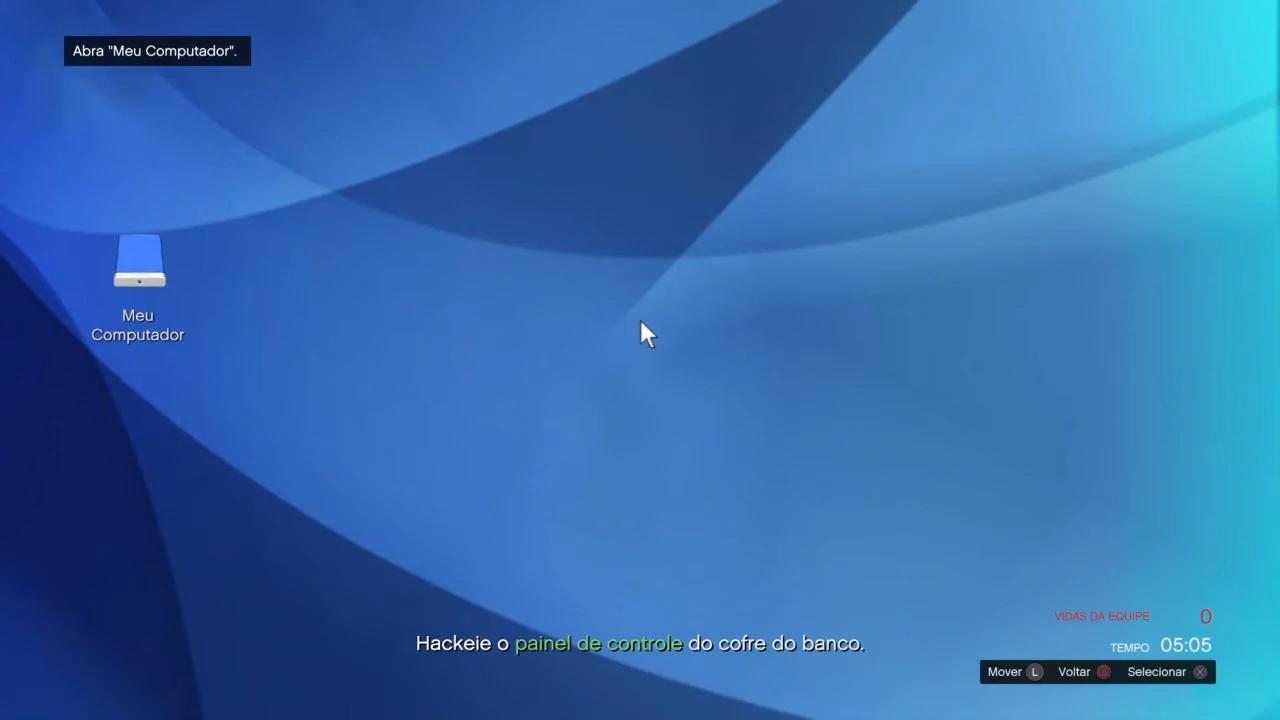 Abra "Meu Computador".
Meu
Computador
Hackeie o painel de controle do cofre do banco.
VIDAS DA EQUIPE 0
TEMPO 05:05
Mover L Voltar Selecionar